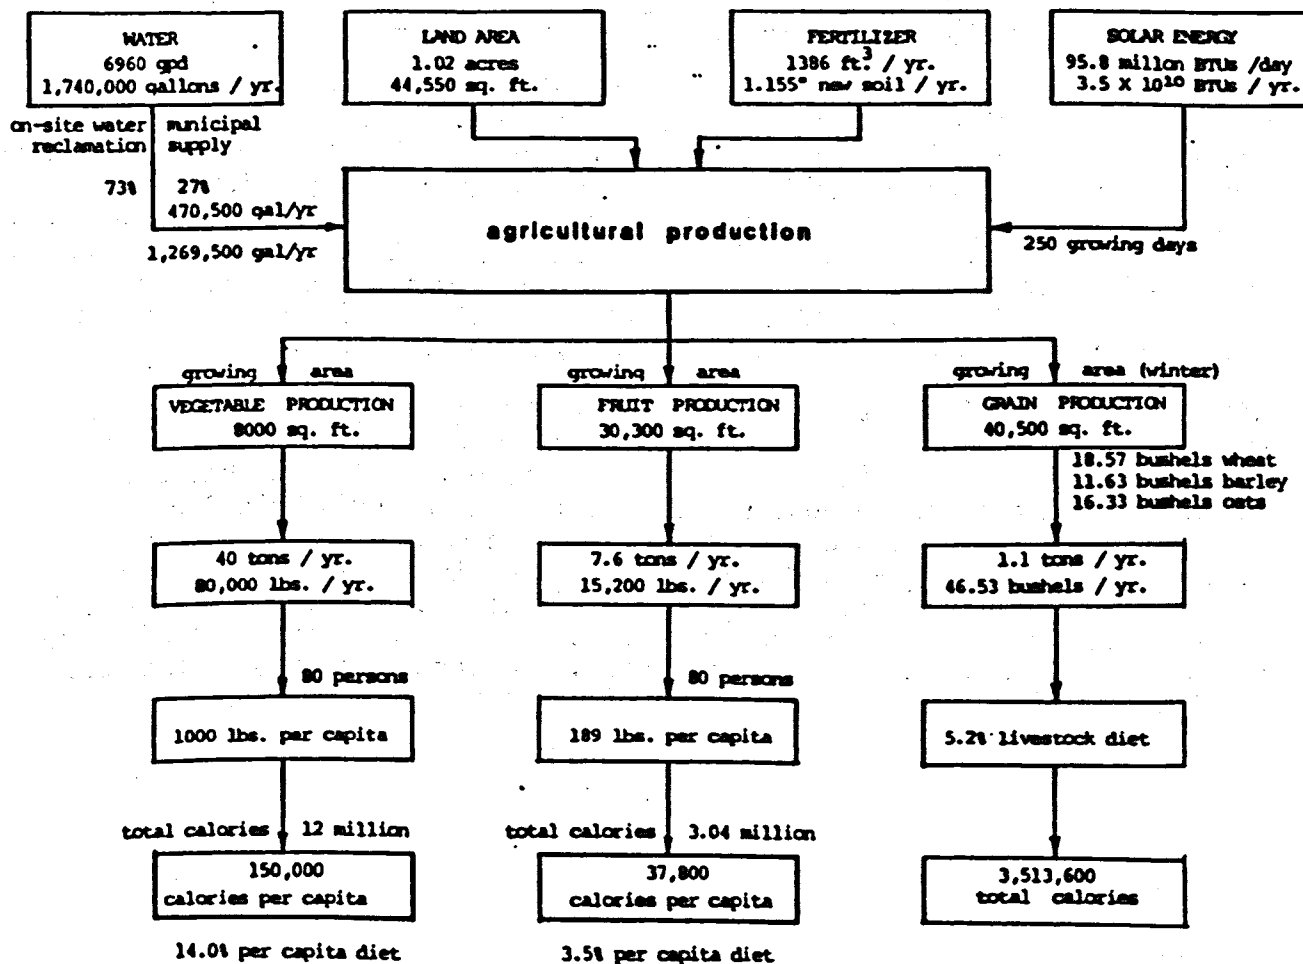 WATER
6960 gpd
1,740,000 gallons / yr.
LAND AREA
1.02 acres
44,550 sq. ft.
FERTILIZER
1386 ft.3 / yr.
1.155" new soil / yr.
SOLAR ENERGY
95.8 millon BTUs /day
3.5 X 10¹⁰ BTUs / yr.
on-site water reclamation
municipal supply
73%
27%
470,500 gal/yr
1,269,500 gal/yr
agricultural production
250 growing days
growing area
VEGETABLE PRODUCTION
8000 sq. ft.
growing area
FRUIT PRODUCTION
30,300 sq. ft.
growing area (winter)
GRAIN PRODUCTION
40,500 sq. ft.
18.57 bushels wheat
11.63 bushels barley
16.33 bushels oats
40 tons / yr.
80,000 lbs. / yr.
7.6 tons / yr.
15,200 lbs. / yr.
1.1 tons / yr.
46.53 bushels / yr.
80 persons
80 persons
1000 lbs. per capita
189 lbs. per capita
5.2% livestock diet
total calories 12 million
total calories 3.04 million
150,000
calories per capita
37,800
calories per capita
3,513,600
total calories
14.0% per capita diet
3.5% per capita diet